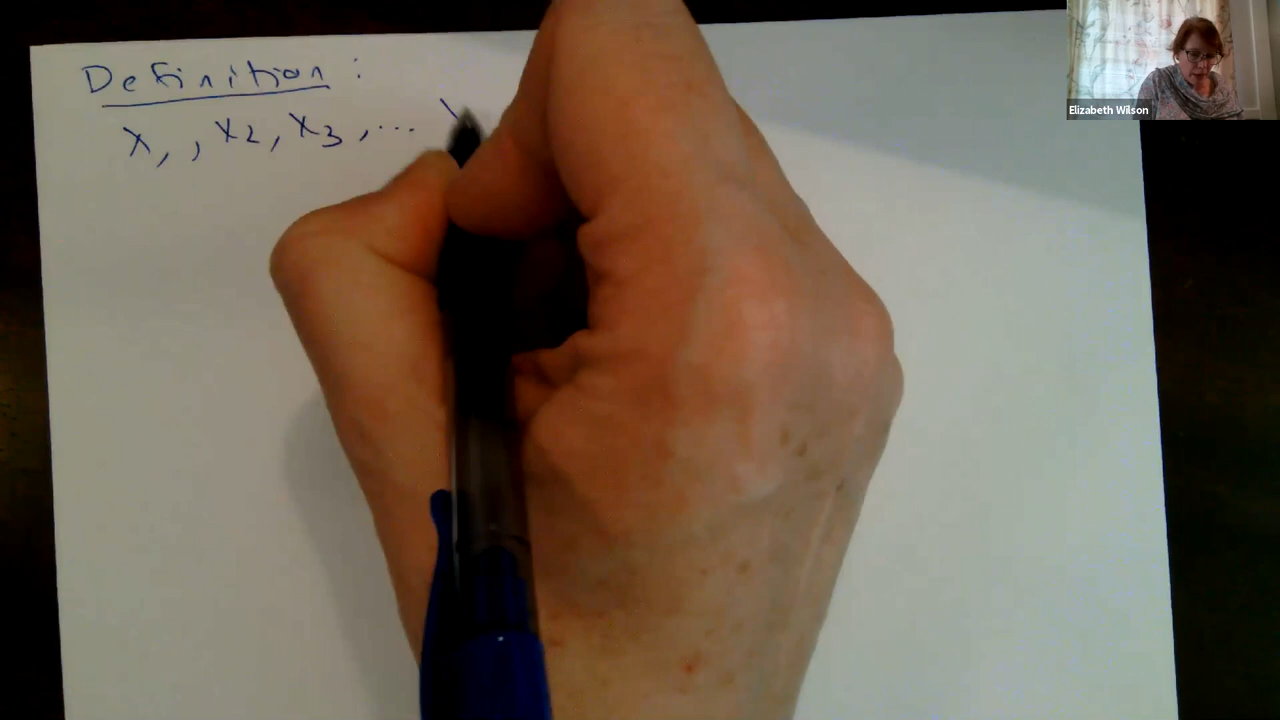 Definition:
x₁, x₂, x₃, ...
Elizabeth Wilson